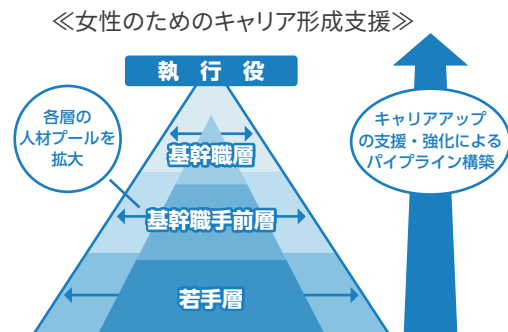 ≪女性のためのキャリア形成支援≫
執行役
各層の
人材プールを
拡大
キャリアアップ
の支援・強化による
パイプライン構築
基幹職層
基幹職手前層
若手層